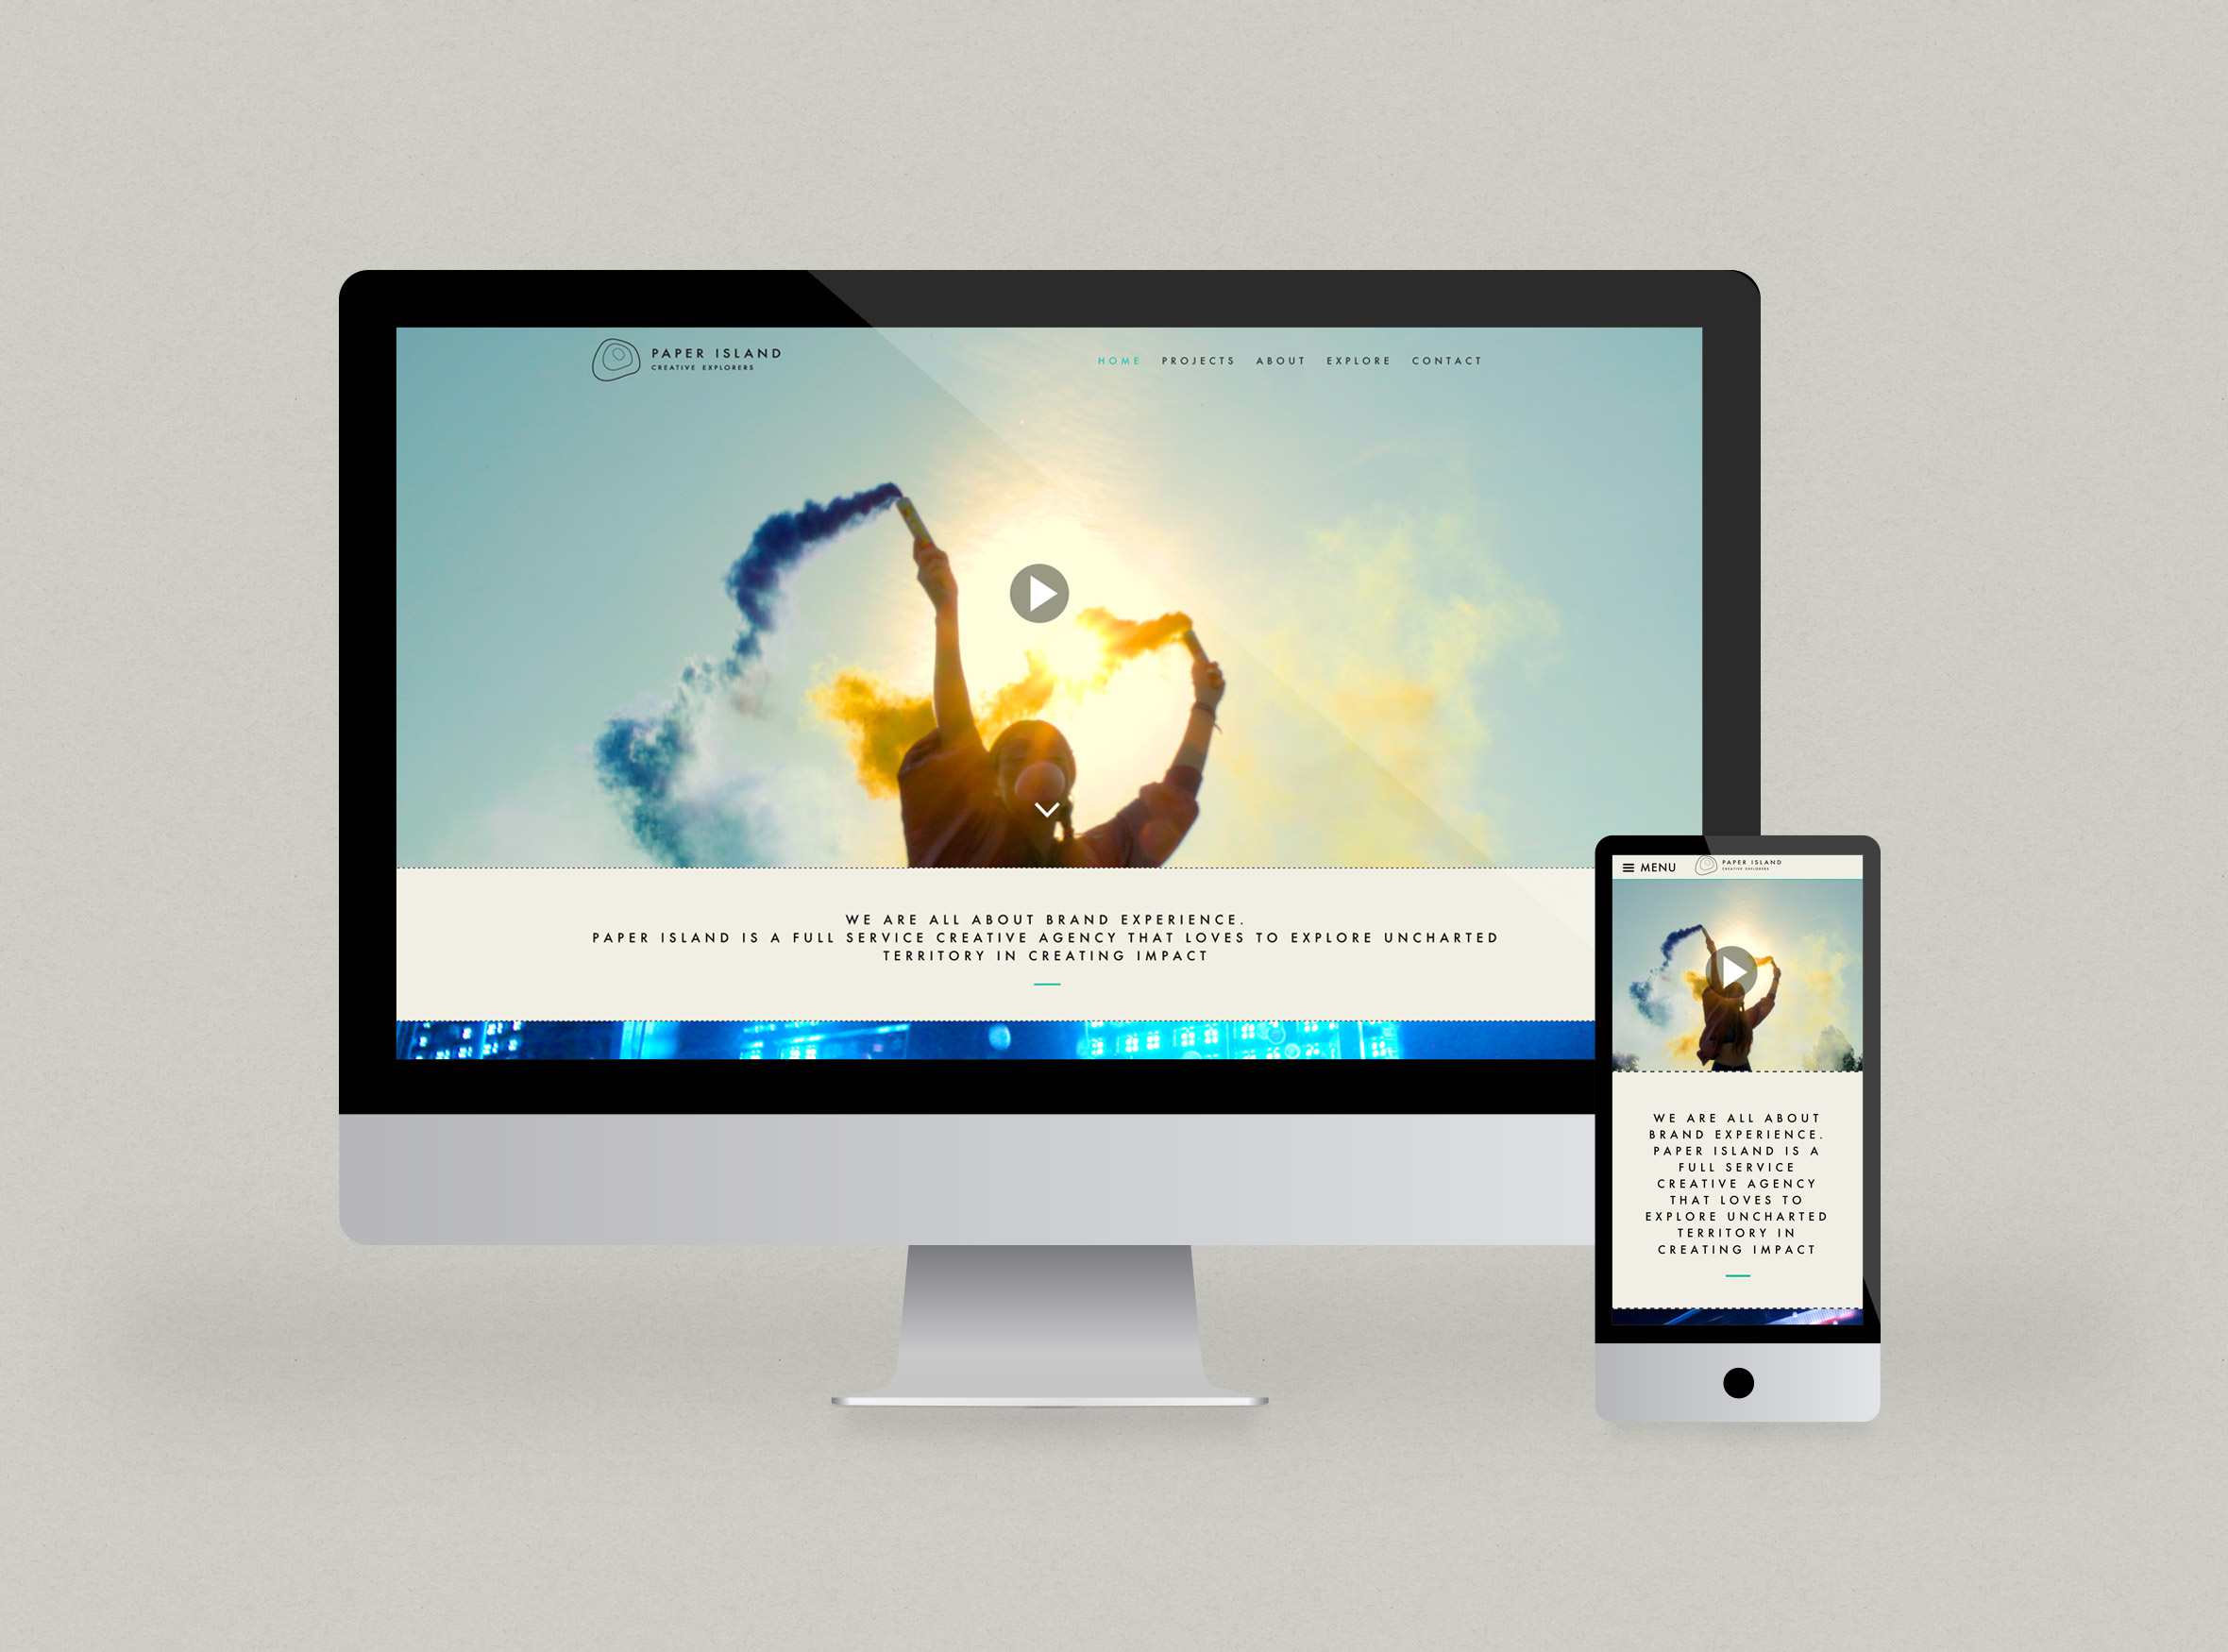 PAPER ISLAND
CREATIVE EXPLORERS
HOME PROJECTS ABOUT EXPLORE CONTACT
WE ARE ALL ABOUT BRAND EXPERIENCE.
PAPER ISLAND IS A FULL SERVICE CREATIVE AGENCY THAT LOVES TO EXPLORE UNCHARTED
TERRITORY IN CREATING IMPACT
MENU
PAPER ISLAND
CREATIVE EXPLORERS
WE ARE ALL ABOUT
BRAND EXPERIENCE.
PAPER ISLAND IS A
FULL SERVICE
CREATIVE AGENCY
THAT LOVES TO
EXPLORE UNCHARTED
TERRITORY IN
CREATING IMPACT